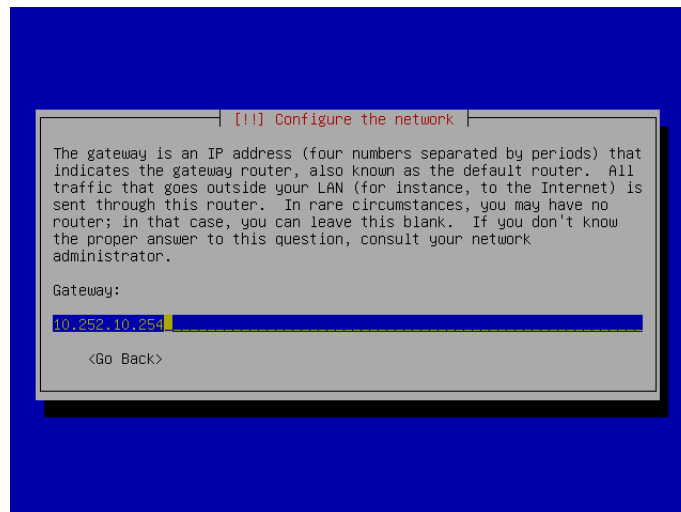 [!!] Configure the network
The gateway is an IP address (four numbers separated by periods) that
indicates the gateway router, also known as the default router.  All
traffic that goes outside your LAN (for instance, to the Internet) is
sent through this router.  In rare circumstances, you may have no
router; in that case, you can leave this blank.  If you don't know
the proper answer to this question, consult your network
administrator.
Gateway:
10.252.10.254
<Go Back>